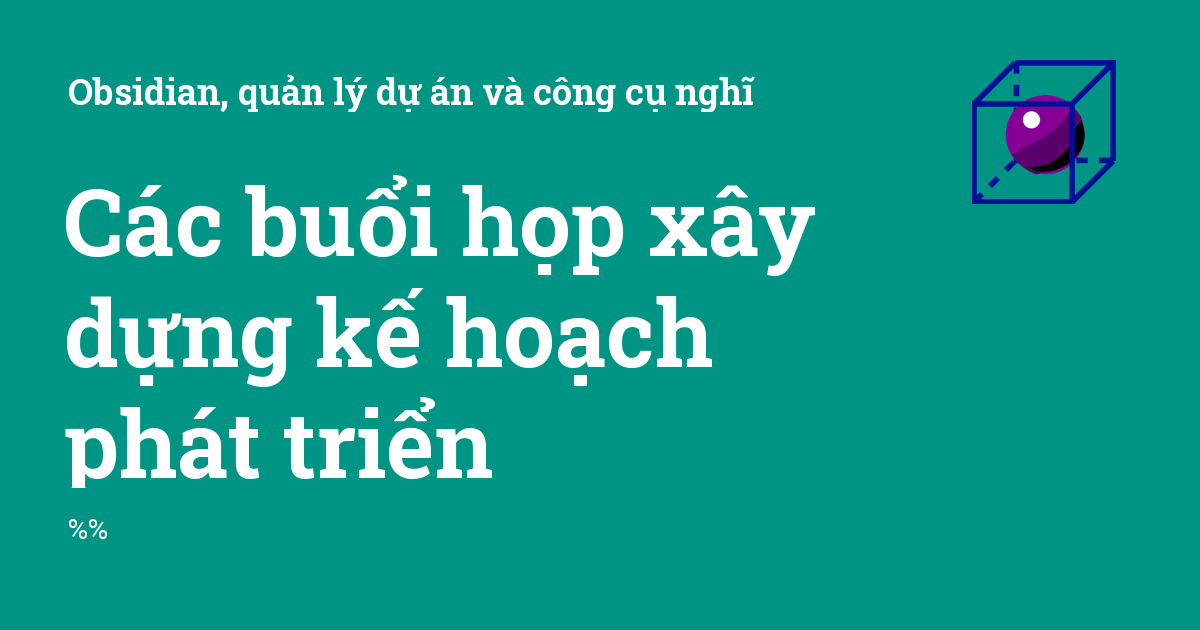 Obsidian, quản lý dự án và công cụ nghĩ
Các buổi họp xây
dựng kế hoạch
phát triển
%%